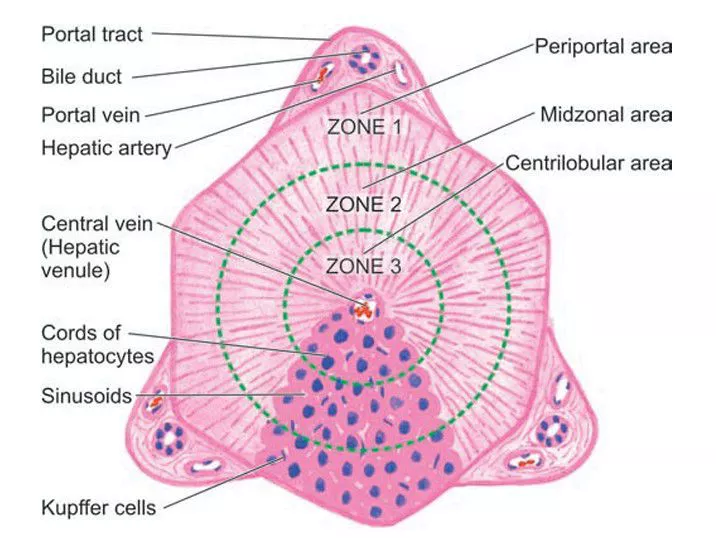 Portal tract
Bile duct
Portal vein
Hepatic artery
Central vein
(Hepatic
venule)
Cords of
hepatocytes
Sinusoids
Kupffer cells
Periportal area
Midzonal area
Centrilobular area
ZONE 1
ZONE 2
ZONE 3